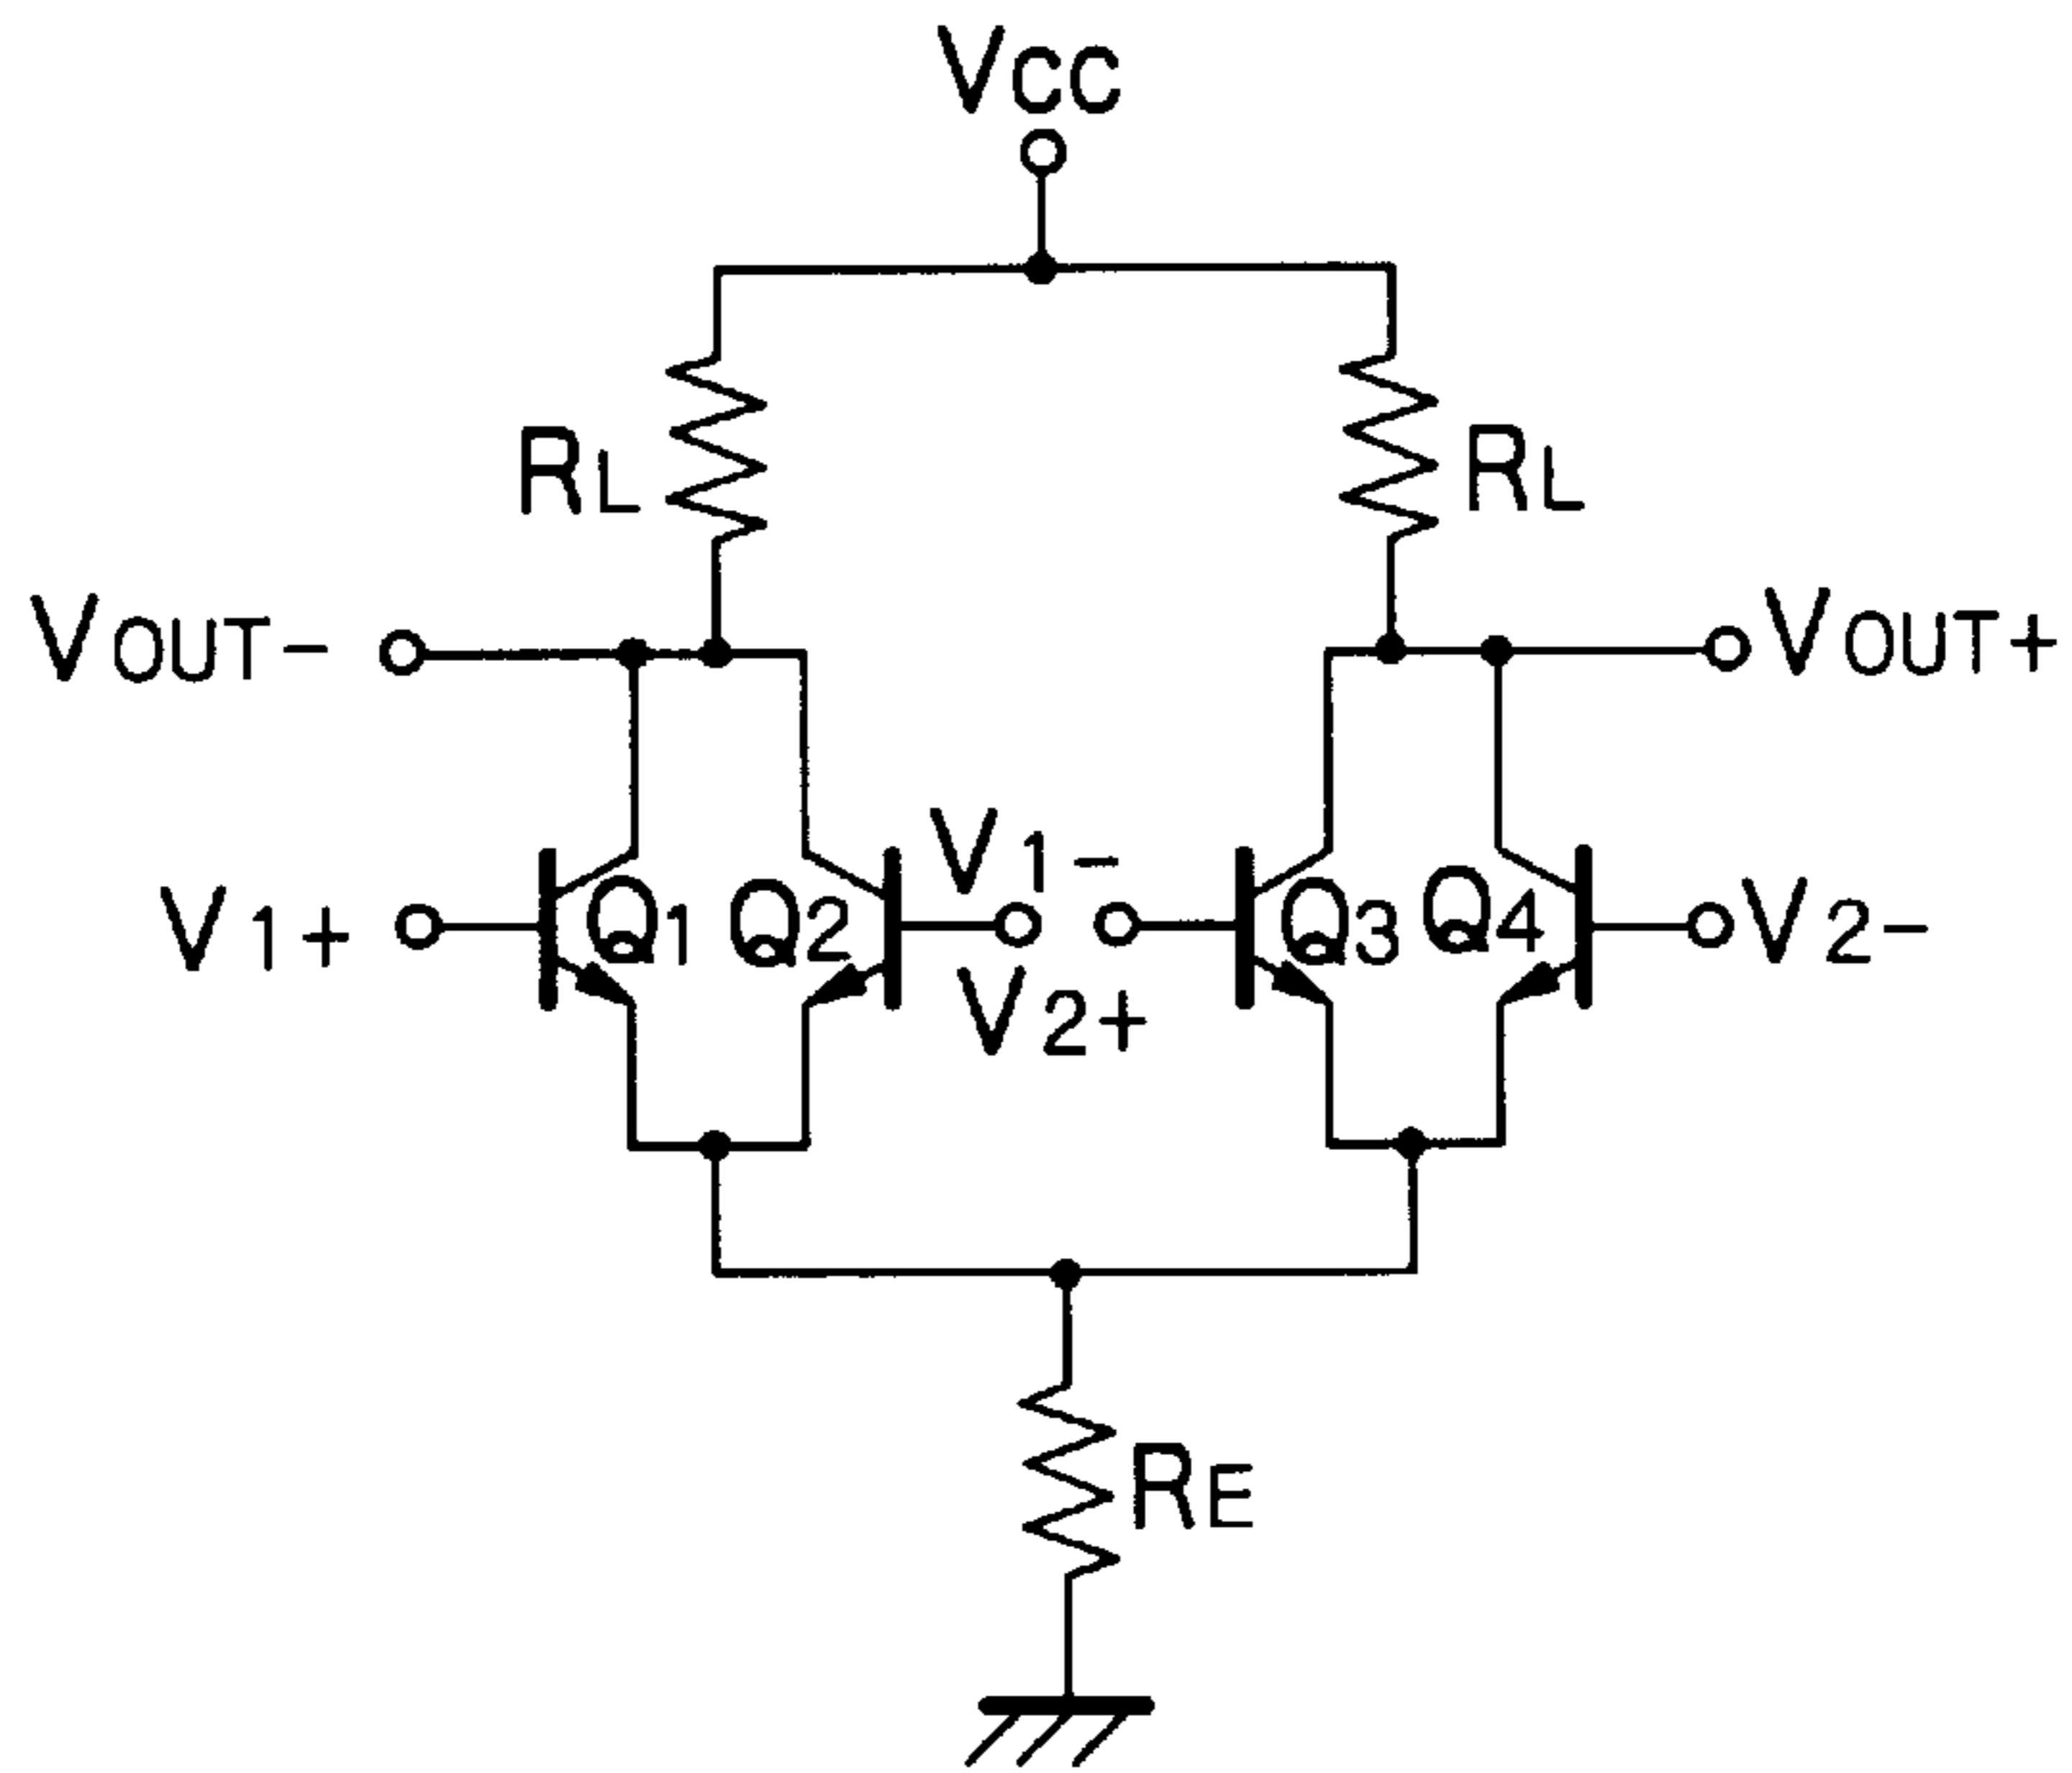 VCC
RL
RL
VOUT-
VOUT+
V1+
Q1
Q2
V1-
V2+
Q3
Q4
V2-
RE